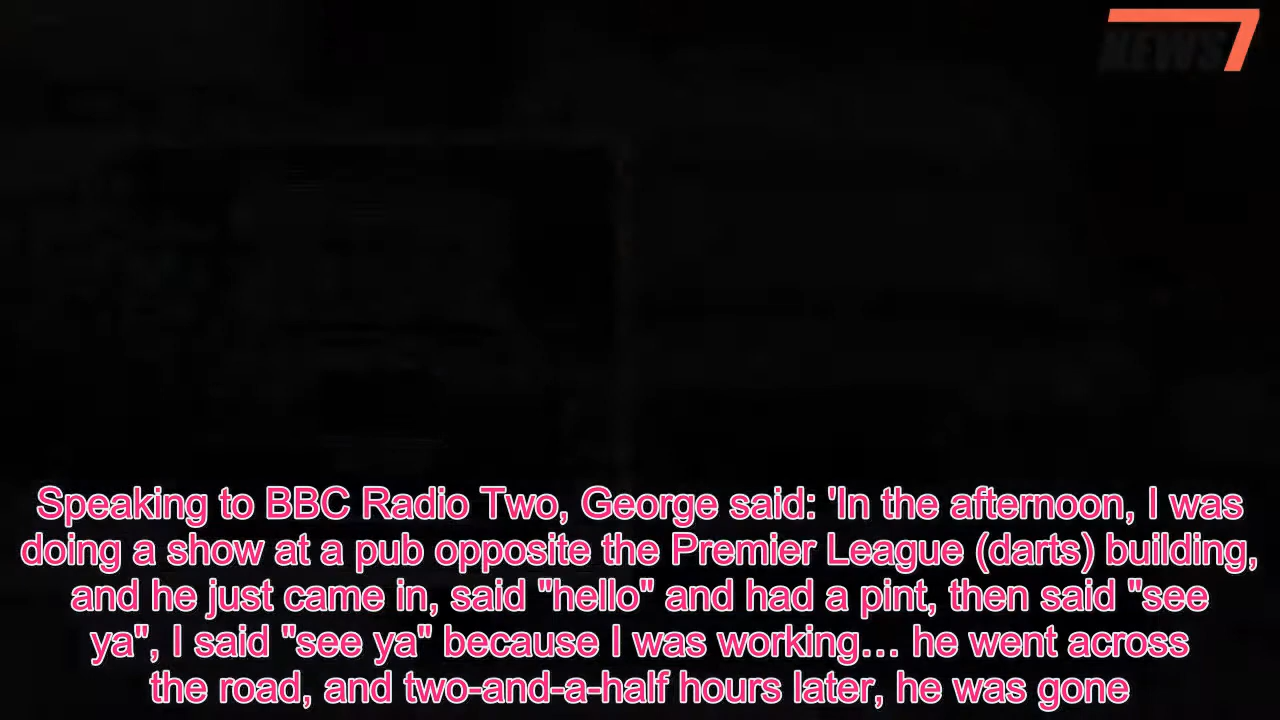 NEWS7
Speaking to BBC Radio Two, George said: 'In the afternoon, I was
doing a show at a pub opposite the Premier League (darts) building,
and he just came in, said "hello" and had a pint, then said "see
ya", I said "see ya" because I was working… he went across
the road, and two-and-a-half hours later, he was gone